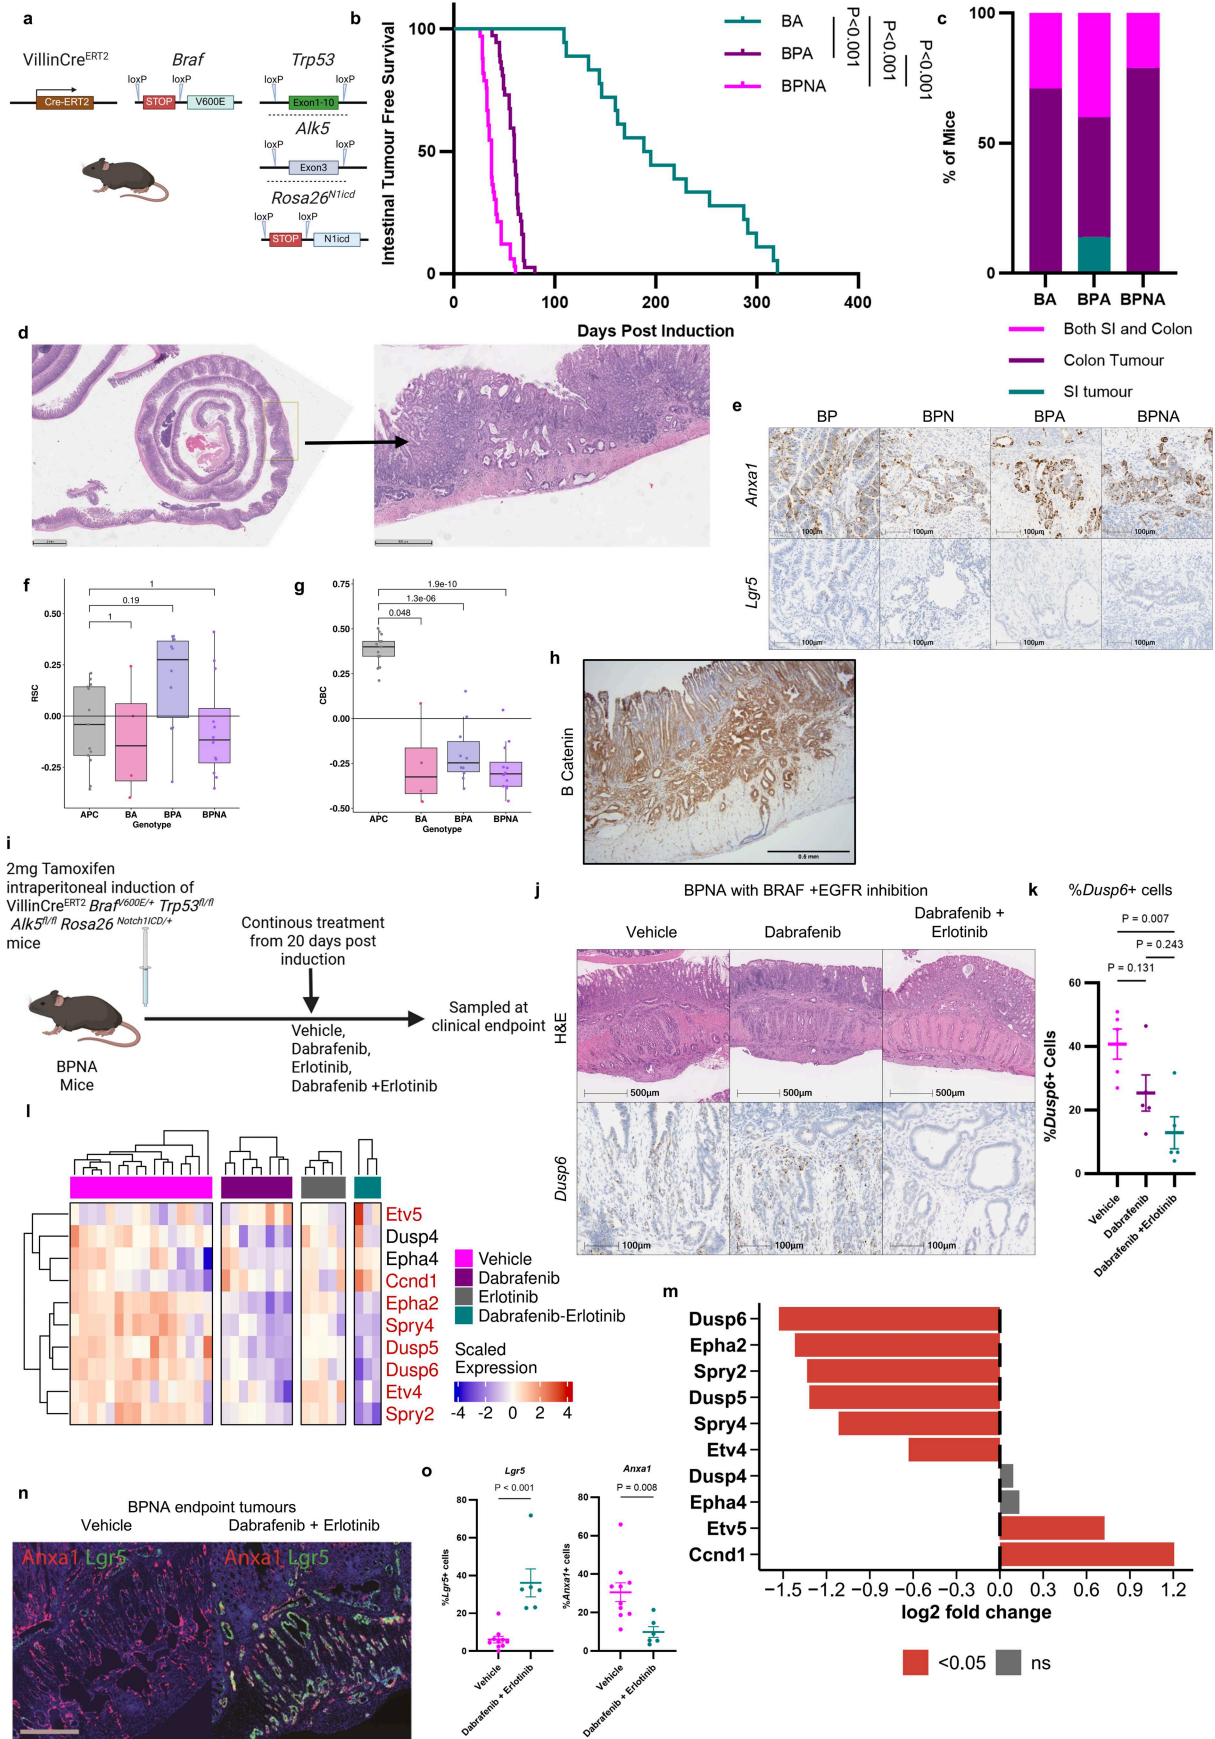 a
VillinCreERT2
Braf
Trp53
loxP loxP
loxP loxP
Cre-ERT2
STOP
V600E
Exon1-10
Alk5
loxP loxP
Exon3
Rosa26N1icd
loxP loxP
STOP
N1icd
b
Intestinal Tumour Free Survival
100
50
0
0 100 200 300 400
Days Post Induction
BA
BPA
BPNA
P<0.001
P<0.001
P<0.001
c
% of Mice
100
50
0
BA BPA BPNA
Both SI and Colon
Colon Tumour
SI tumour
d
e
BP BPN BPA BPNA
Anxa1
100µm 100µm 100µm 100µm
Lgr5
100µm 100µm 100µm 100µm
f
RSC
1
0.19
1
0.50
0.25
0.00
-0.25
APC BA BPA BPNA
Genotype
g
CBC
1.9e-10
1.3e-06
0.048
0.75
0.50
0.25
0.00
-0.25
-0.50
APC BA BPA BPNA
Genotype
h
B Catenin
0.5 mm
i
2mg Tamoxifen
intraperitoneal induction of
VillinCreERT2 BrafV600E/+ Trp53fl/fl
Alk5fl/fl Rosa26 Notch1ICD/+
mice
Continous treatment
from 20 days post
induction
Sampled at
clinical endpoint
Vehicle,
Dabrafenib,
Erlotinib,
Dabrafenib +Erlotinib
BPNA
Mice
j
BPNA with BRAF +EGFR inhibition
Vehicle
Dabrafenib
Dabrafenib +
Erlotinib
H&E
500µm 500µm 500µm
Dusp6
100µm 100µm 100µm
k
%Dusp6+ cells
P = 0.007
P = 0.243
P = 0.131
%Dusp6+ Cells
60
40
20
0
Vehicle
Dabrafenib
Dabrafenib +Erlotinib
l
Etv5
Dusp4
Epha4
Ccnd1
Epha2
Spry4
Dusp5
Dusp6
Etv4
Spry2
Vehicle
Dabrafenib
Erlotinib
Dabrafenib-Erlotinib
Scaled
Expression
-4 -2 0 2 4
m
Dusp6
Epha2
Spry2
Dusp5
Spry4
Etv4
Dusp4
Epha4
Etv5
Ccnd1
−1.5 −1.2 −0.9 −0.6 −0.3 0.0 0.3 0.6 0.9 1.2
log2 fold change
<0.05
ns
n
BPNA endpoint tumours
Vehicle
Dabrafenib + Erlotinib
Anxa1 Lgr5
Anxa1 Lgr5
o
Lgr5
P < 0.001
%Lgr5+ cells
80
60
40
20
0
Vehicle
Dabrafenib + Erlotinib
Anxa1
P = 0.008
%Anxa1+ cells
80
60
40
20
0
Vehicle
Dabrafenib + Erlotinib